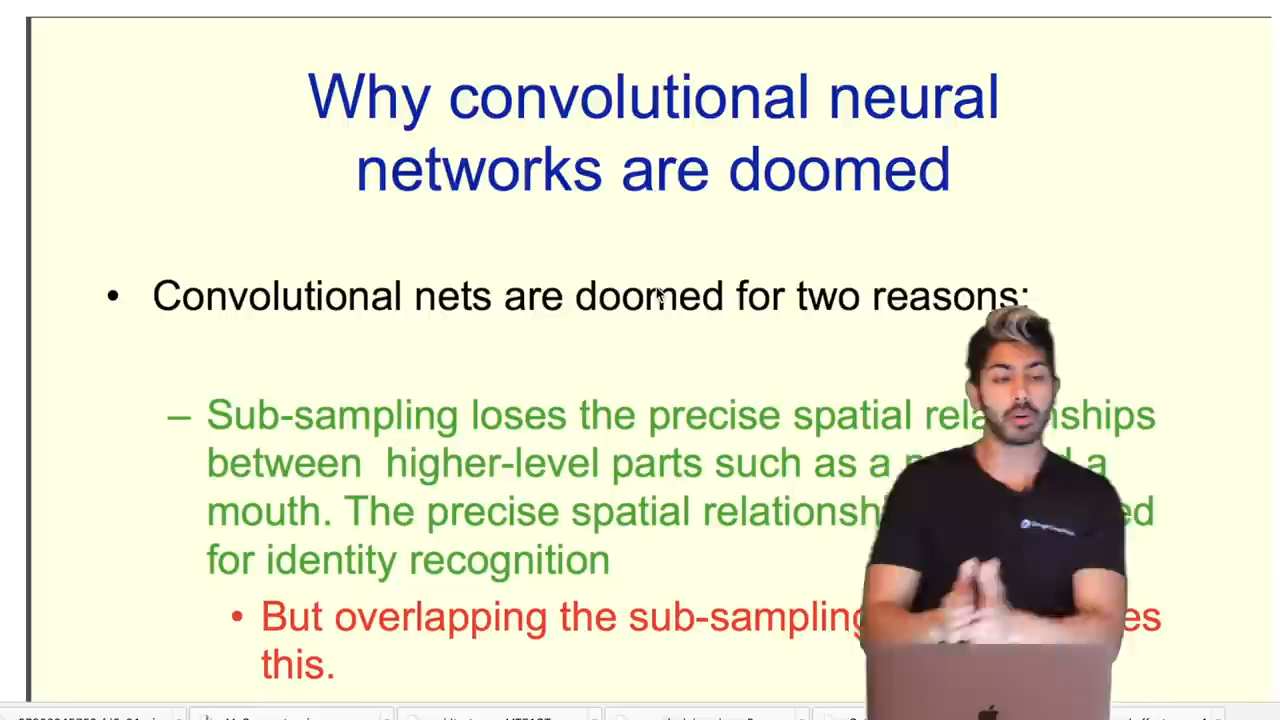 Why convolutional neural
networks are doomed
• Convolutional nets are doomed for two reasons:
– Sub-sampling loses the precise spatial
between higher-level parts such as a a
mouth. The precise spatial
for identity recognition
• But overlapping the sub-sampling
this.